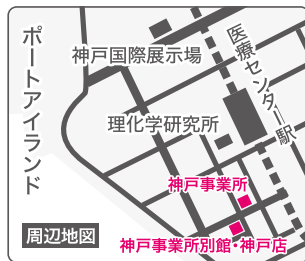 ポートアイランド
神戸国際展示場
医療センター駅
理化学研究所
神戸事業所
神戸事業所別館・神戸店
周辺地図